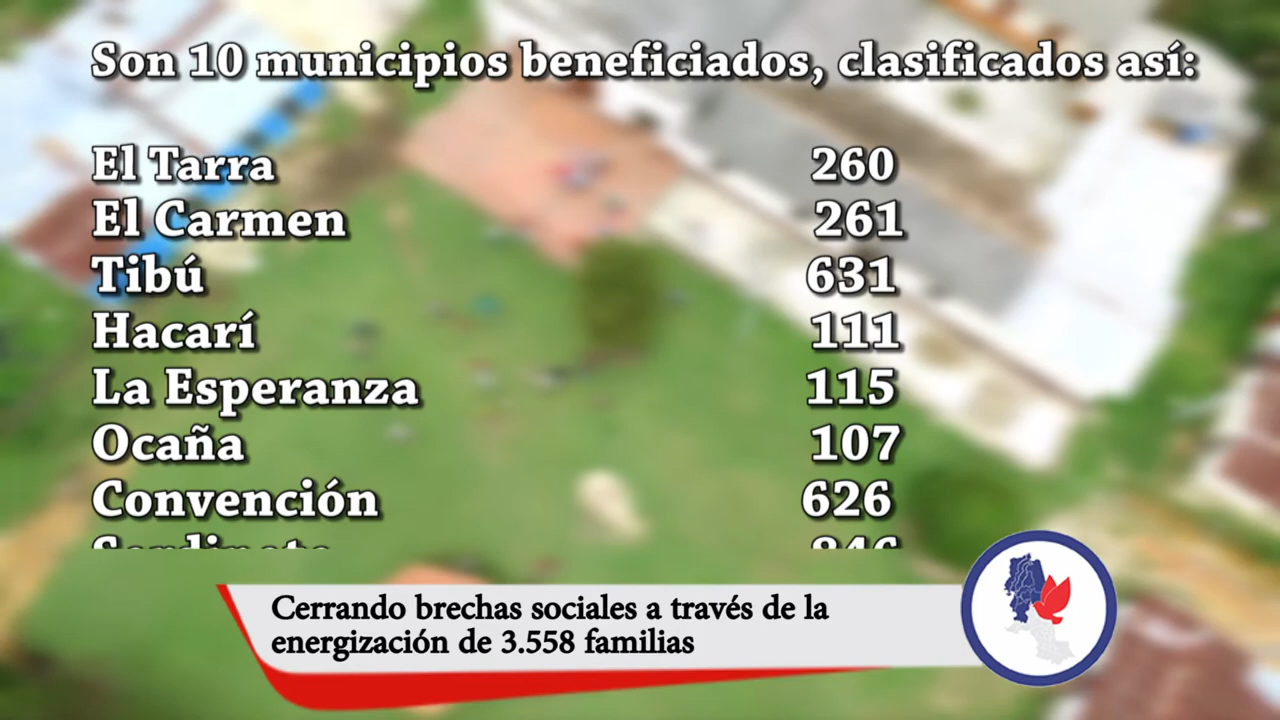 Son 10 municipios beneficiados, clasificados así:
El Tarra 260
El Carmen 261
Tibú 631
Hacarí 111
La Esperanza 115
Ocaña 107
Convención 626
Cerrando brechas sociales a través de la
energización de 3.558 familias